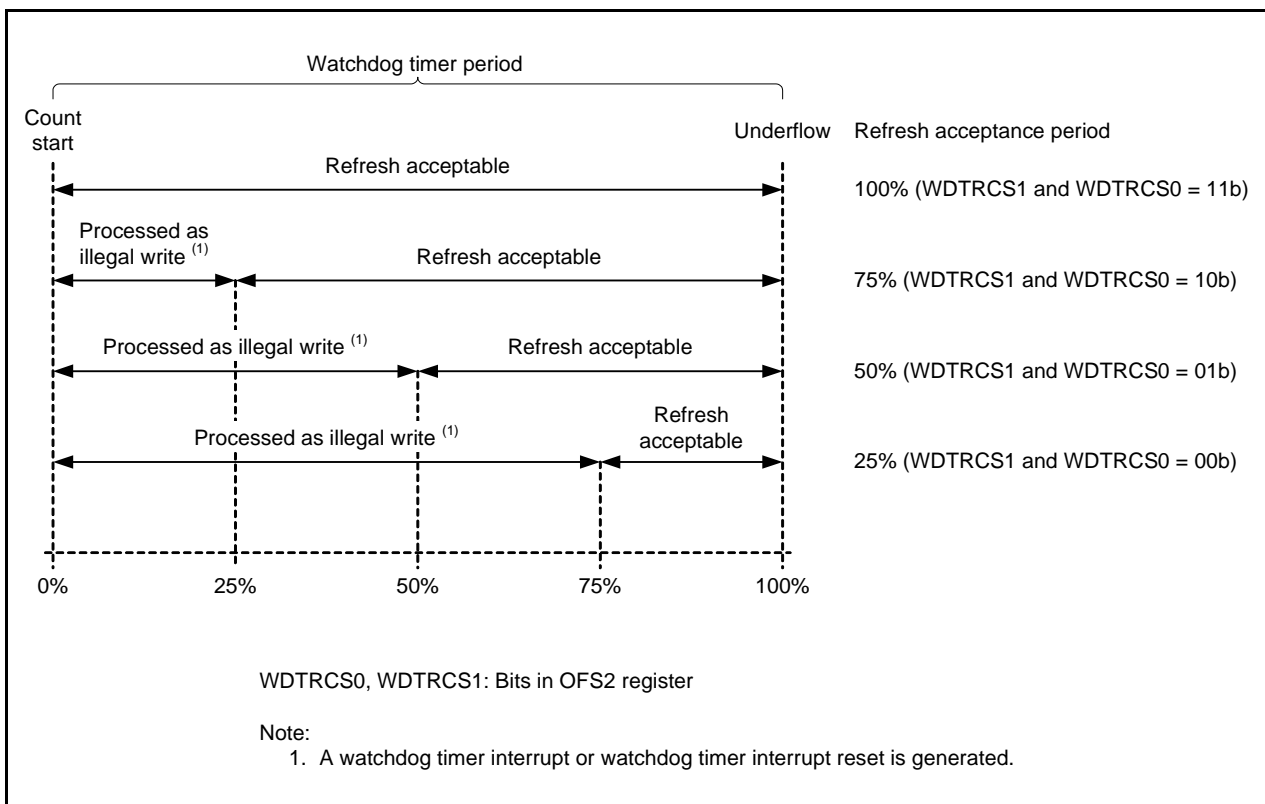 Watchdog timer period
Count
start
Underflow
Refresh acceptance period
Refresh acceptable
100% (WDTRCS1 and WDTRCS0 = 11b)
Processed as
illegal write (1)
Refresh acceptable
75% (WDTRCS1 and WDTRCS0 = 10b)
Processed as illegal write (1)
Refresh acceptable
50% (WDTRCS1 and WDTRCS0 = 01b)
Processed as illegal write (1)
Refresh
acceptable
25% (WDTRCS1 and WDTRCS0 = 00b)
0%
25%
50%
75%
100%
WDTRCS0, WDTRCS1: Bits in OFS2 register
Note:
1. A watchdog timer interrupt or watchdog timer interrupt reset is generated.